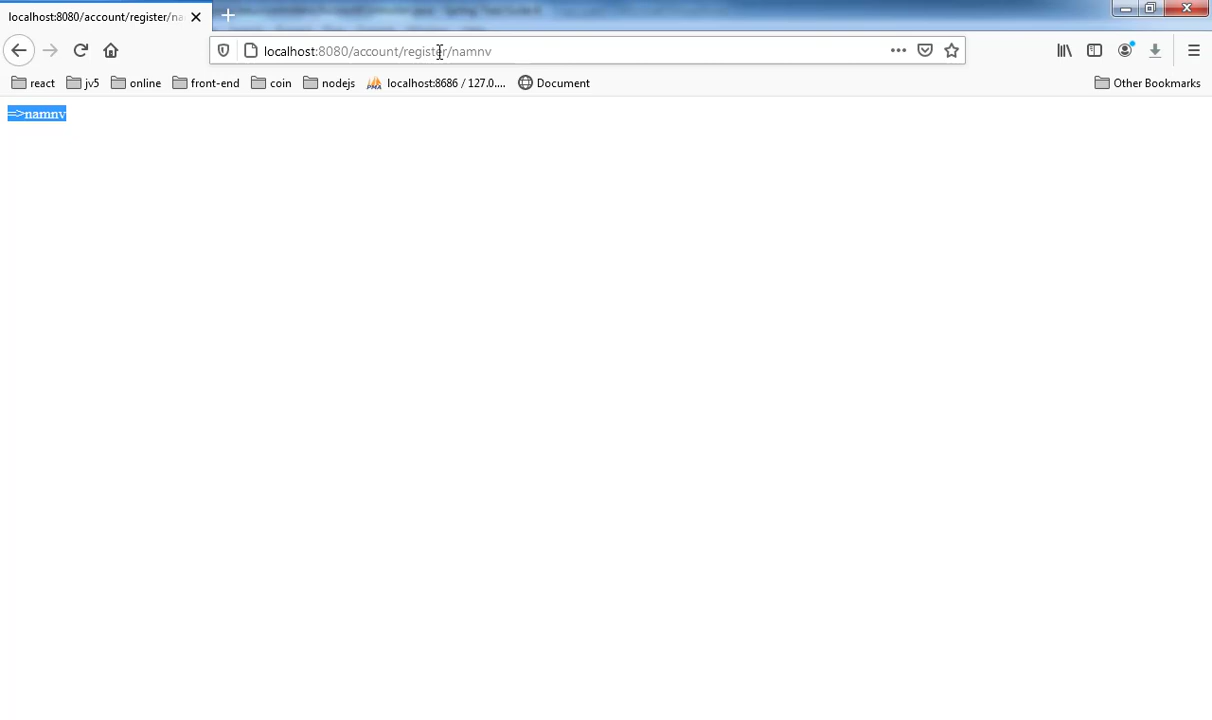 localhost:8080/account/register/na
localhost:8080/account/register/namnv
react
jv5
online
front-end
coin
nodejs
PMA
localhost:8686 / 127.0....
Document
Other Bookmarks
=>namnv